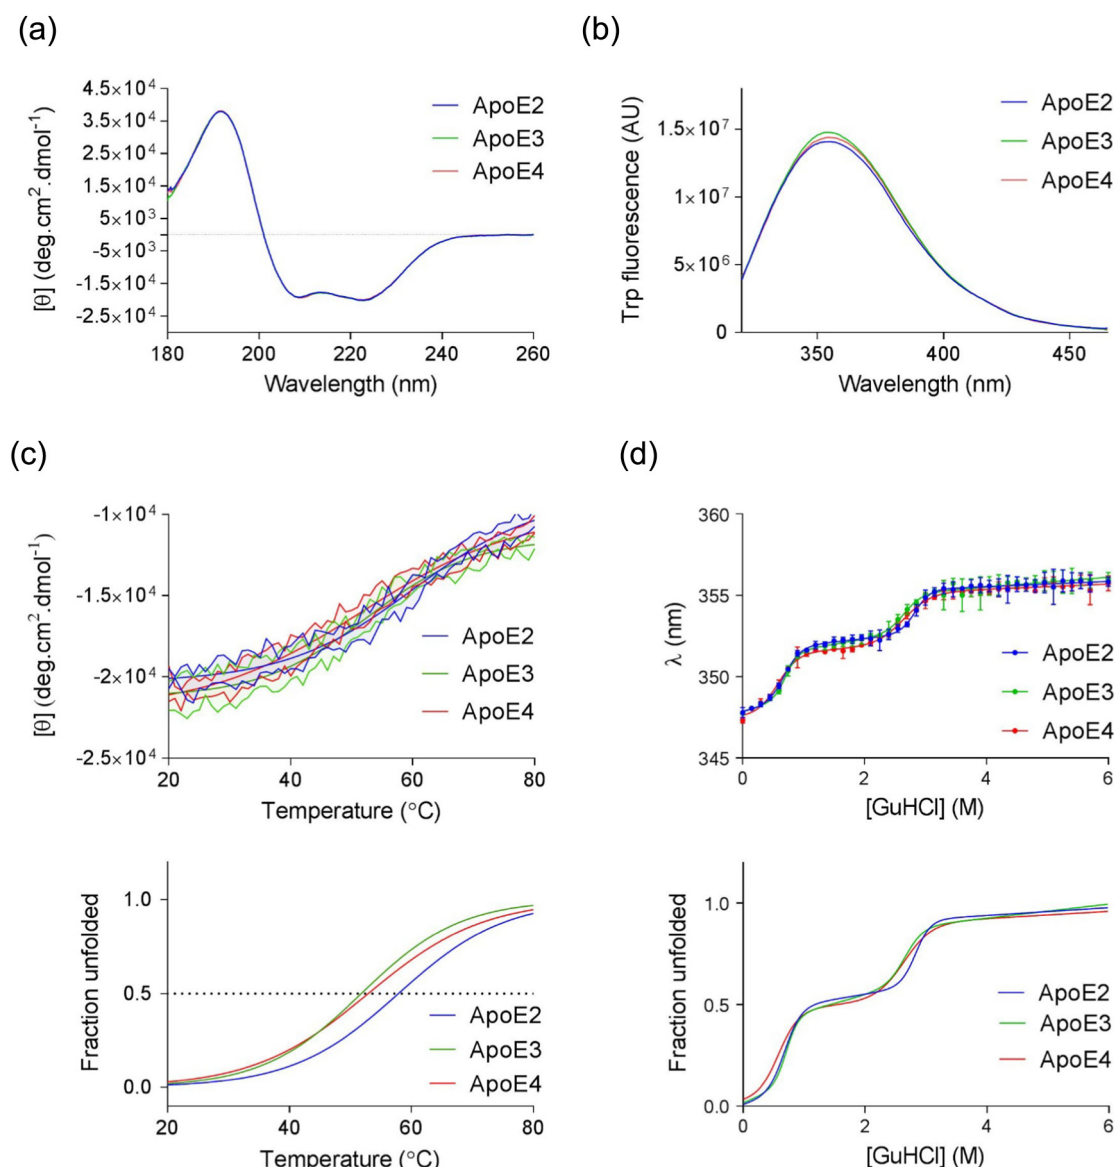 (a)
[θ] (deg.cm².dmol⁻¹)
4.5×10⁴
3.5×10⁴
2.5×10⁴
1.5×10⁴
5×10³
-5×10³
-1.5×10⁴
-2.5×10⁴
180 200 220 240 260
Wavelength (nm)
ApoE2
ApoE3
ApoE4
(b)
Trp fluorescence (AU)
1.5×10⁷
1×10⁷
5×10⁶
0
350 400 450
Wavelength (nm)
ApoE2
ApoE3
ApoE4
(c)
[θ] (deg.cm².dmol⁻¹)
-1×10⁴
-1.5×10⁴
-2×10⁴
-2.5×10⁴
20 40 60 80
Temperature (°C)
ApoE2
ApoE3
ApoE4
Fraction unfolded
1.0
0.5
0.0
20 40 60 80
Temperature (°C)
ApoE2
ApoE3
ApoE4
(d)
λ (nm)
360
355
350
345
0 2 4 6
[GuHCl] (M)
ApoE2
ApoE3
ApoE4
Fraction unfolded
1.0
0.5
0.0
0 2 4 6
[GuHCl] (M)
ApoE2
ApoE3
ApoE4